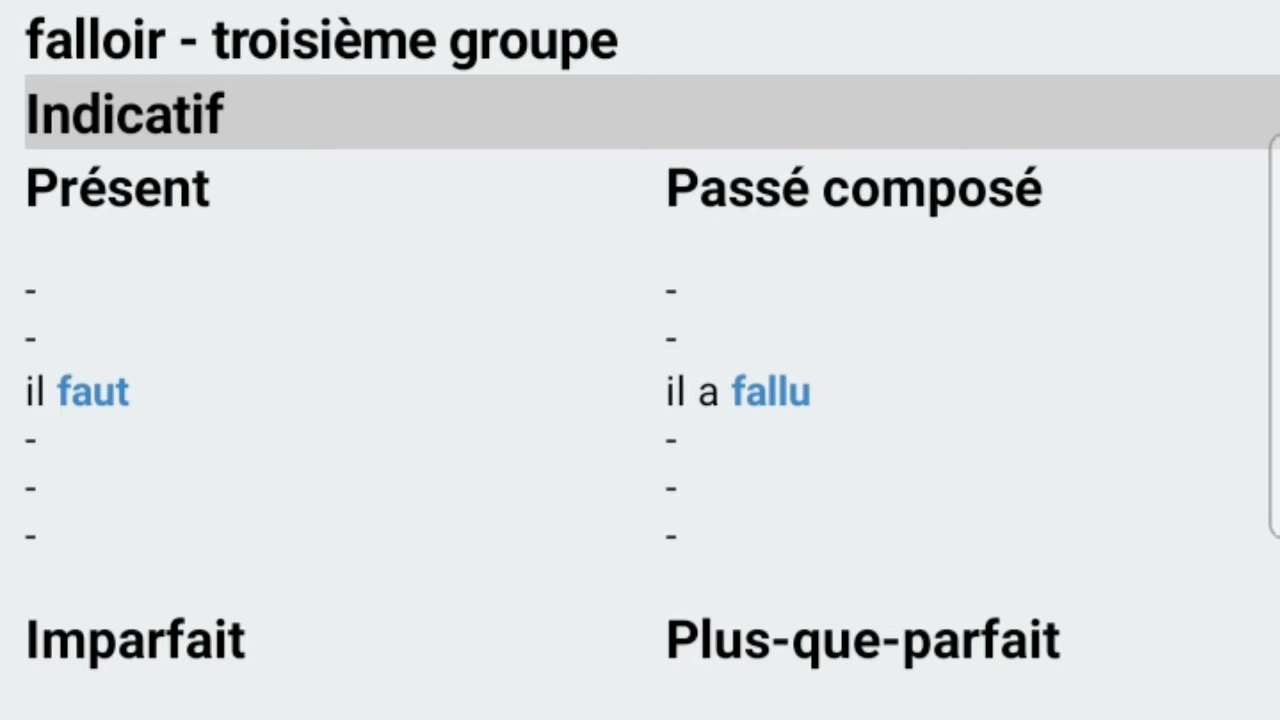 falloir - troisième groupe
Indicatif
Présent
-
-
il faut
-
-
-
Passé composé
-
-
il a fallu
-
-
-
Imparfait
Plus-que-parfait